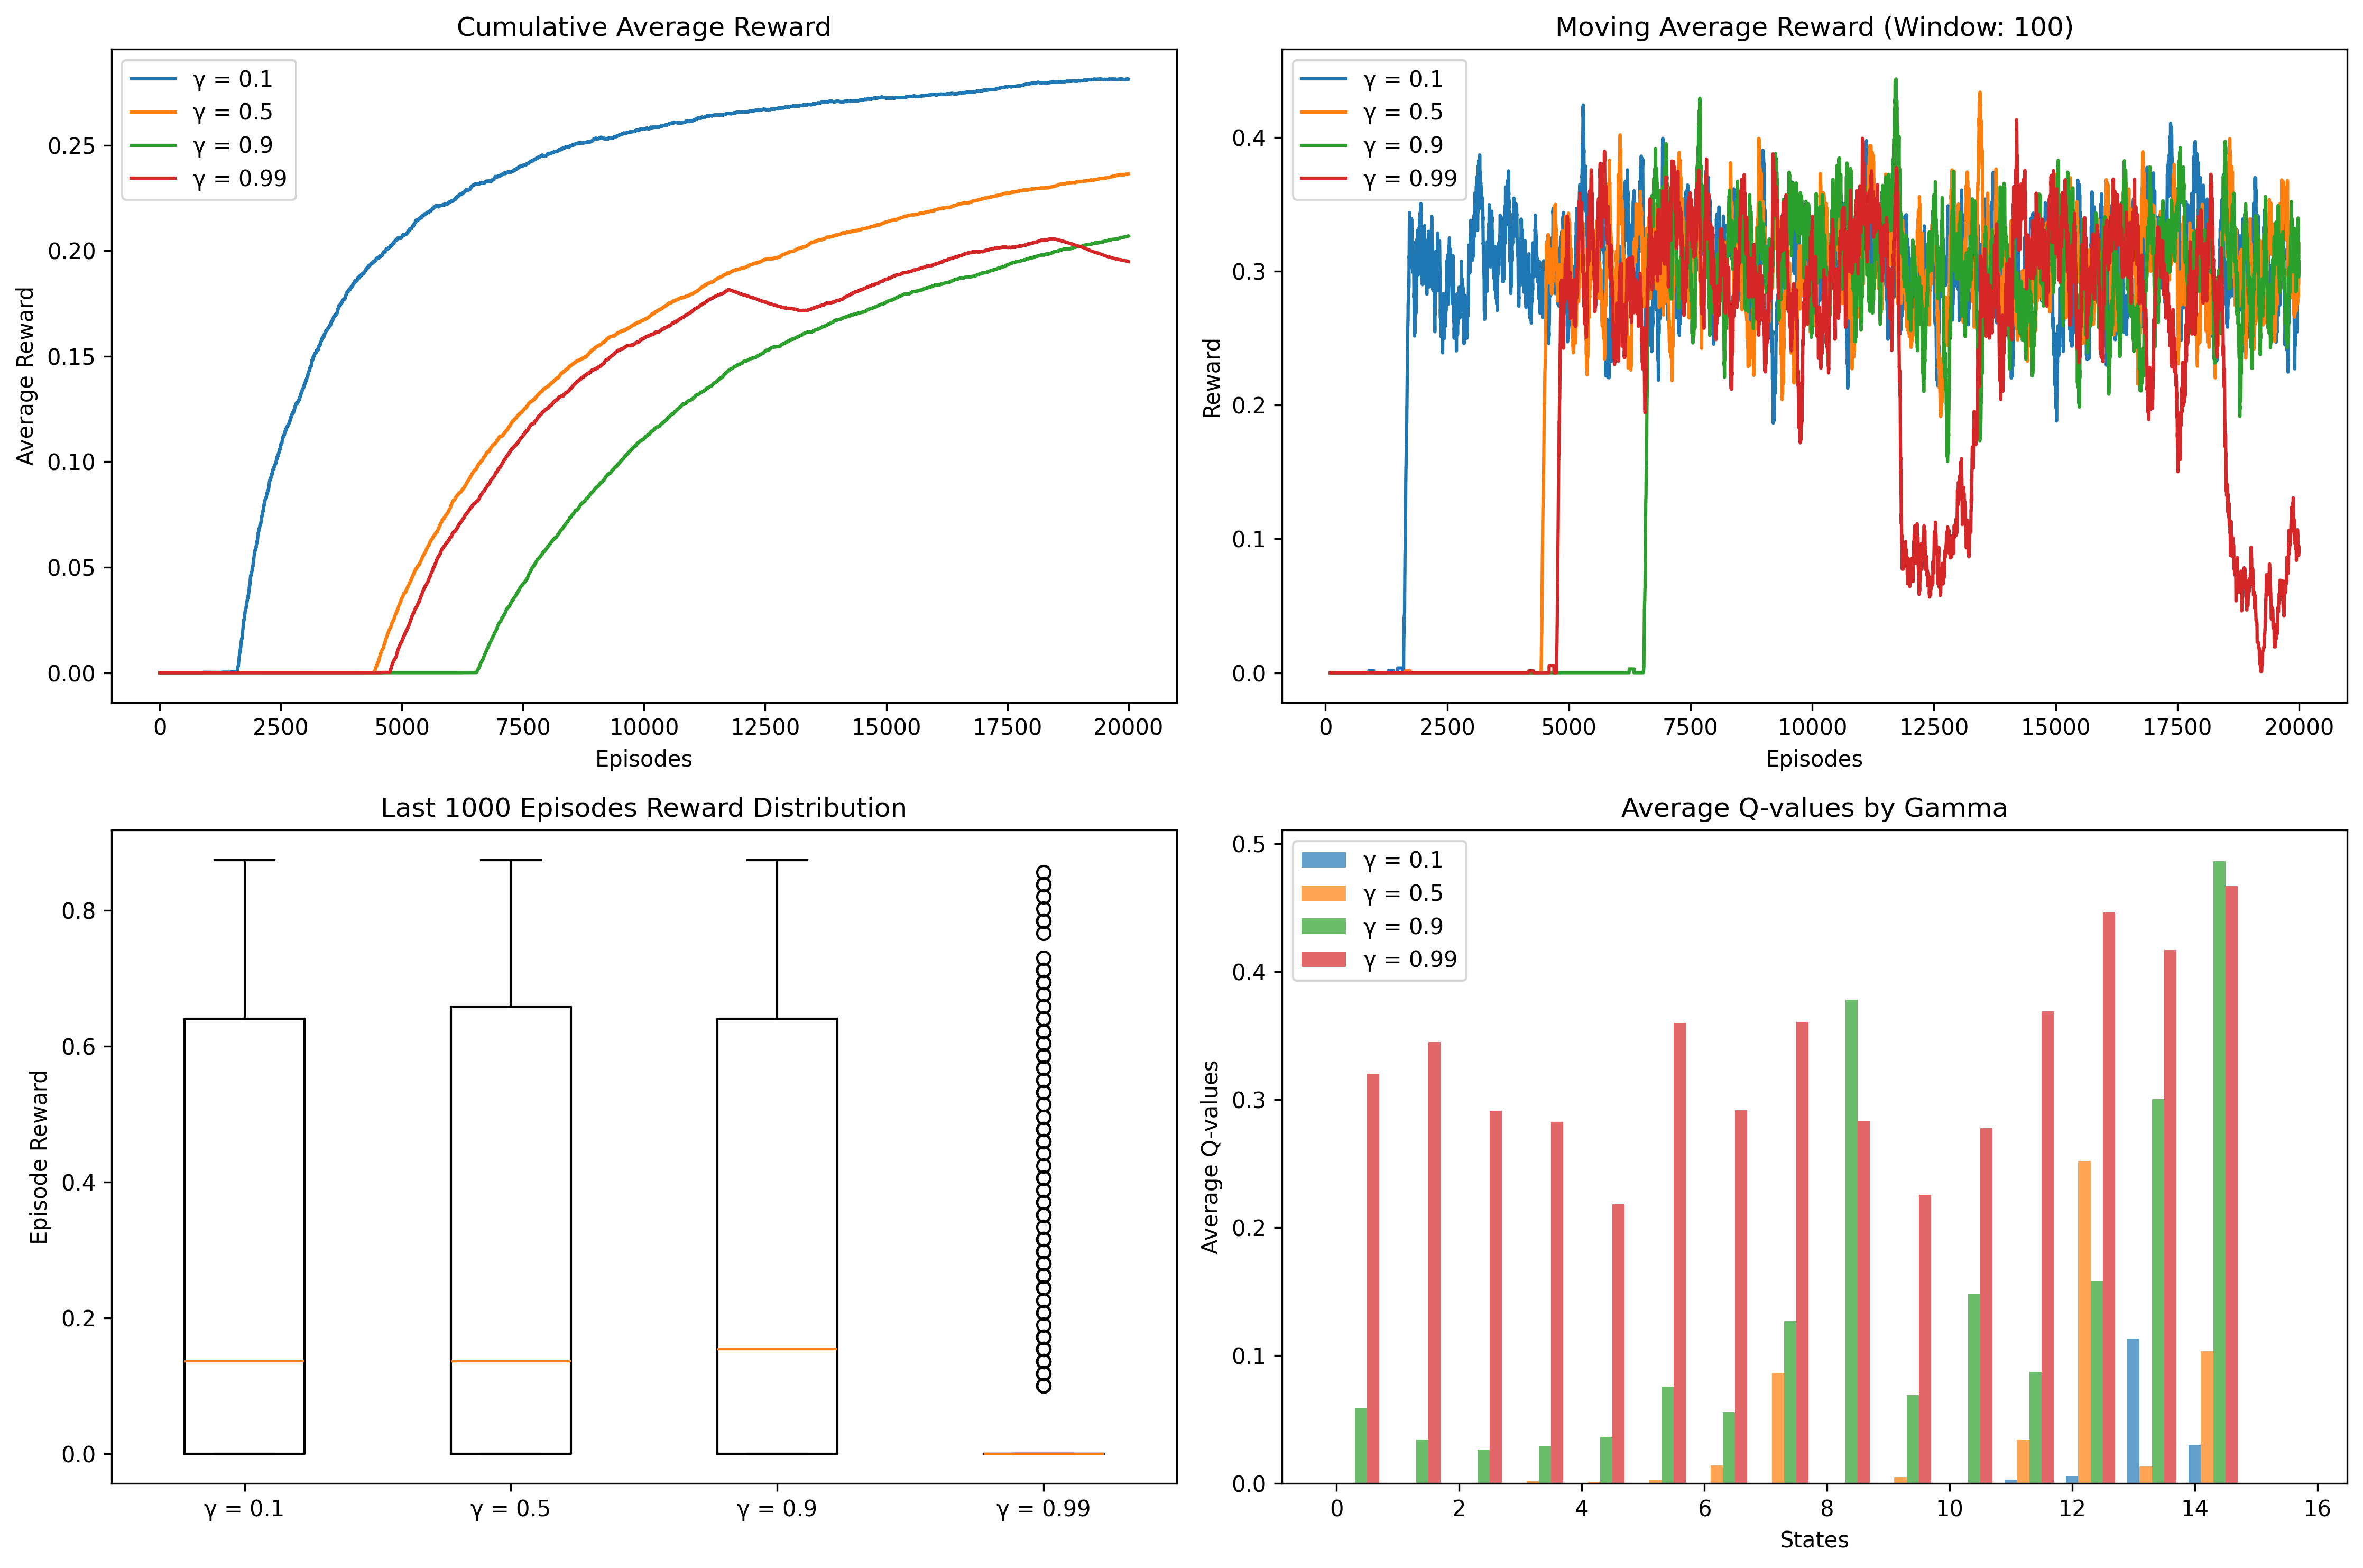 Cumulative Average Reward
γ = 0.1
γ = 0.5
γ = 0.9
γ = 0.99
0.25
0.20
0.15
0.10
0.05
0.00
Average Reward
0 2500 5000 7500 10000 12500 15000 17500 20000
Episodes
Moving Average Reward (Window: 100)
γ = 0.1
γ = 0.5
γ = 0.9
γ = 0.99
0.4
0.3
0.2
0.1
0.0
Reward
0 2500 5000 7500 10000 12500 15000 17500 20000
Episodes
Last 1000 Episodes Reward Distribution
0.8
0.6
0.4
0.2
0.0
Episode Reward
γ = 0.1 γ = 0.5 γ = 0.9 γ = 0.99
Average Q-values by Gamma
γ = 0.1
γ = 0.5
γ = 0.9
γ = 0.99
0.5
0.4
0.3
0.2
0.1
0.0
Average Q-values
0 2 4 6 8 10 12 14 16
States